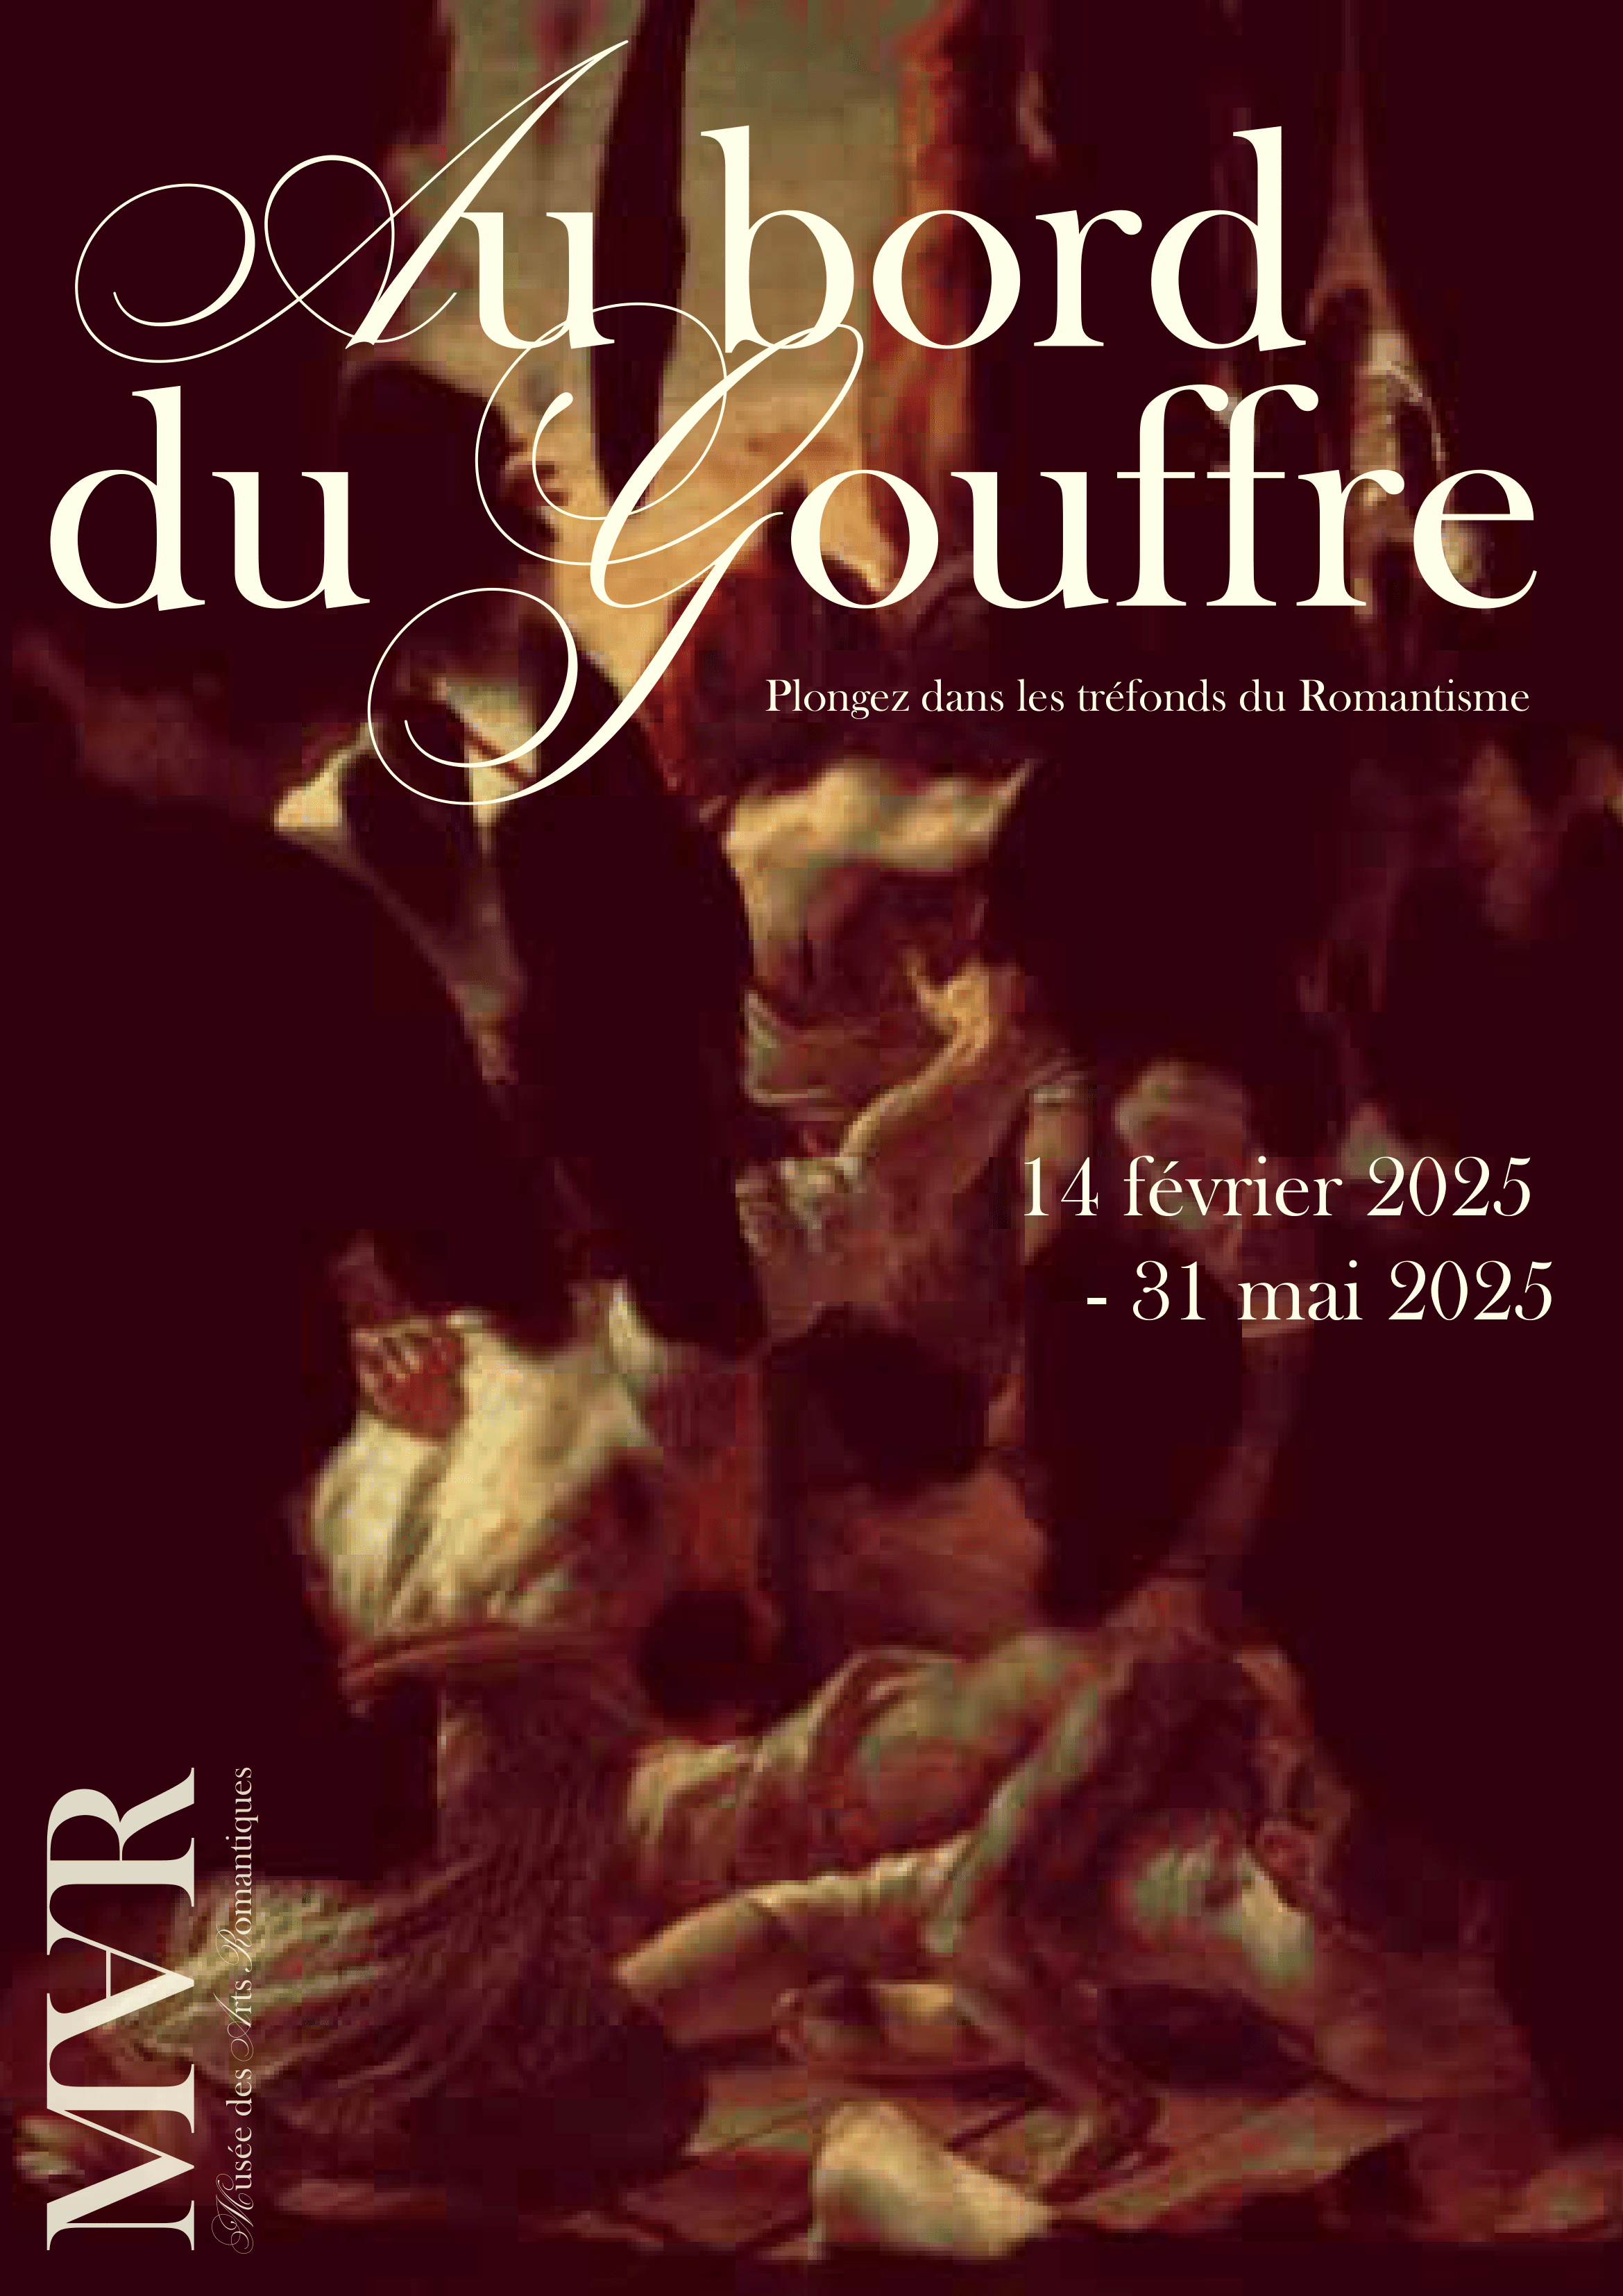 Au bord
du Gouffre
Plongez dans les tréfonds du Romantisme
14 février 2025
- 31 mai 2025
MAR
Musée des Arts Romantiques